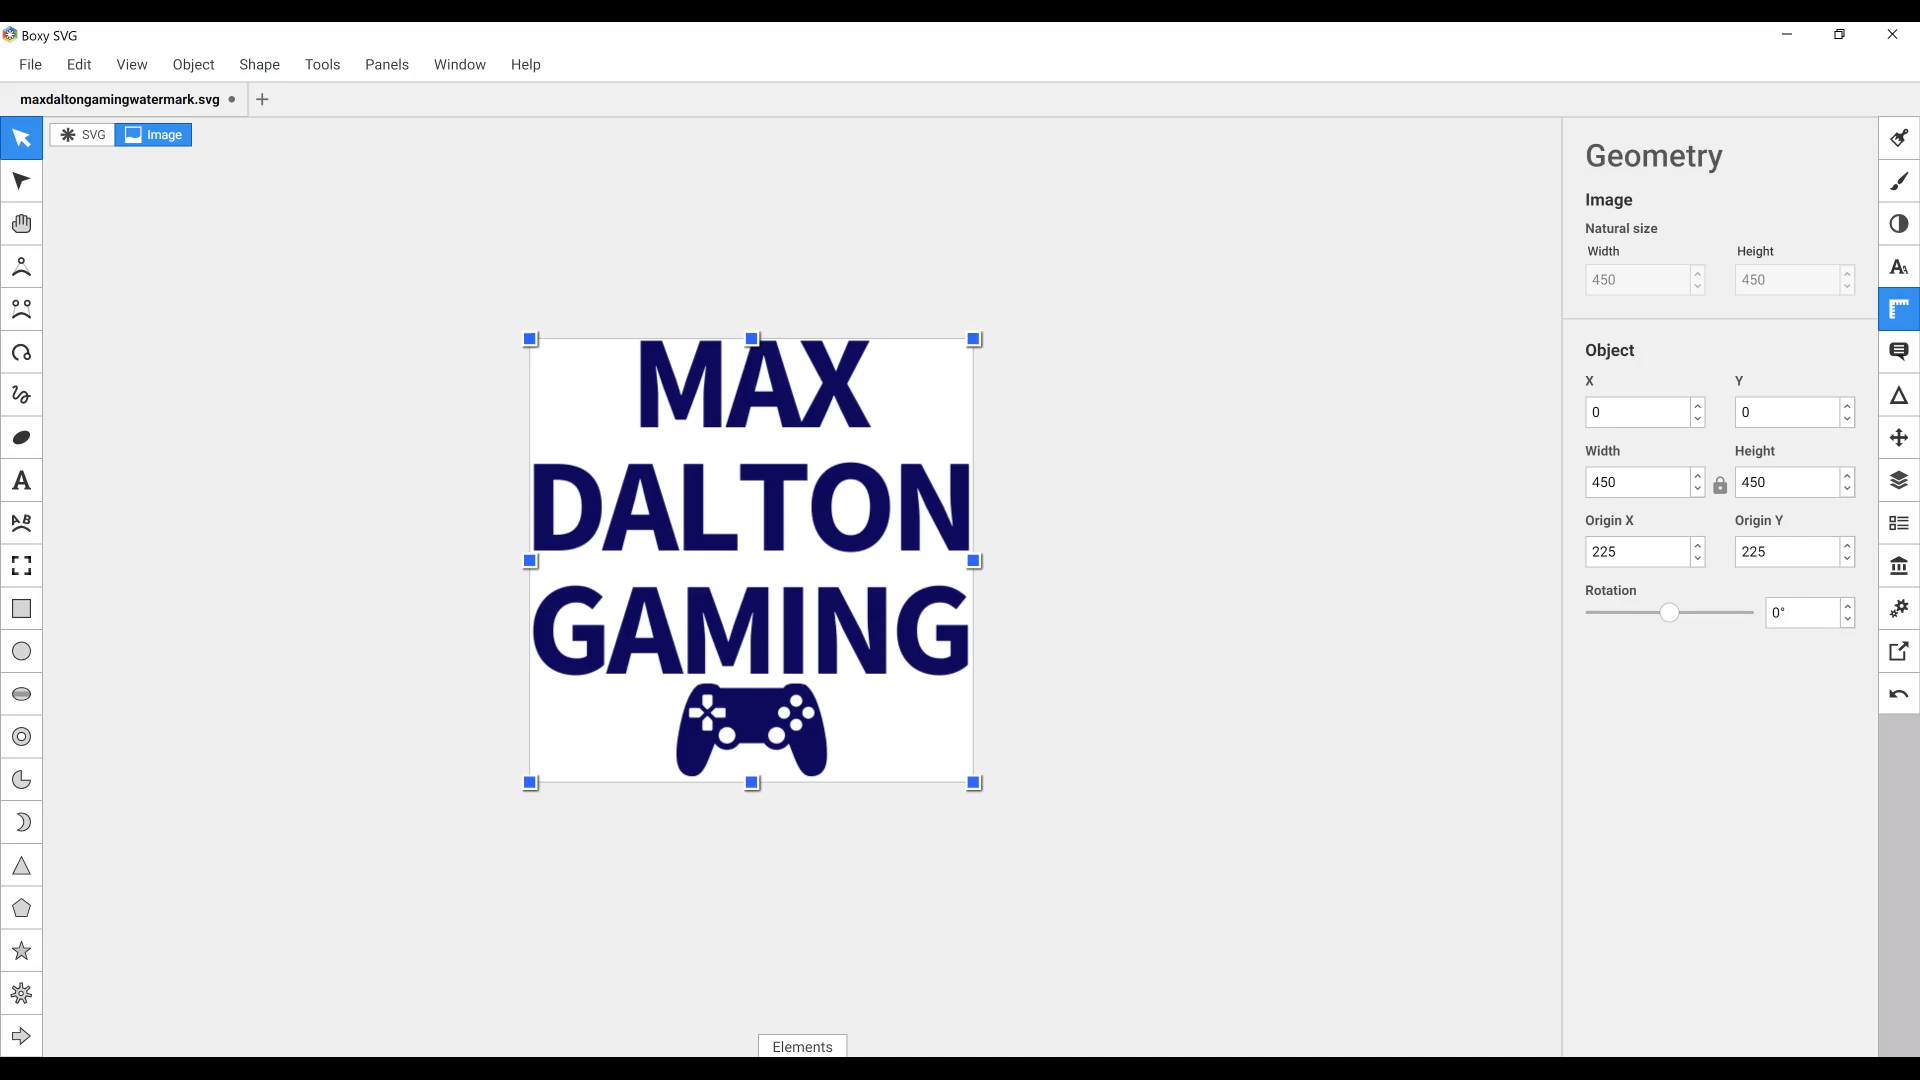 Boxy SVG
File Edit View Object Shape Tools Panels Window Help
maxdaltongamingwatermark.svg
SVG Image
Geometry
Image
Natural size
Width Height
450 450
Object
X Y
0 0
Width Height
450 450
Origin X Origin Y
225 225
Rotation
0°
MAX
DALTON
GAMING
Elements